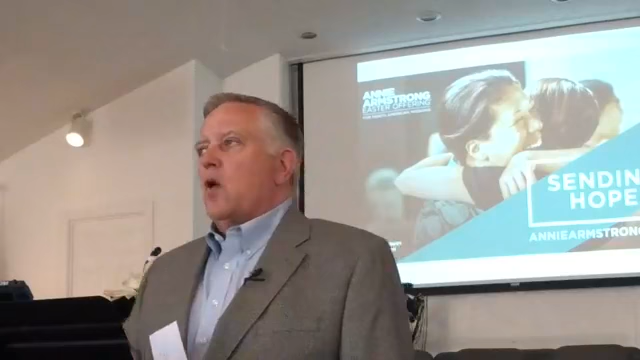 ANNIE
ARMSTRONG
EASTER OFFERING
SENDING
HOPE
ANNIEARMSTRONG